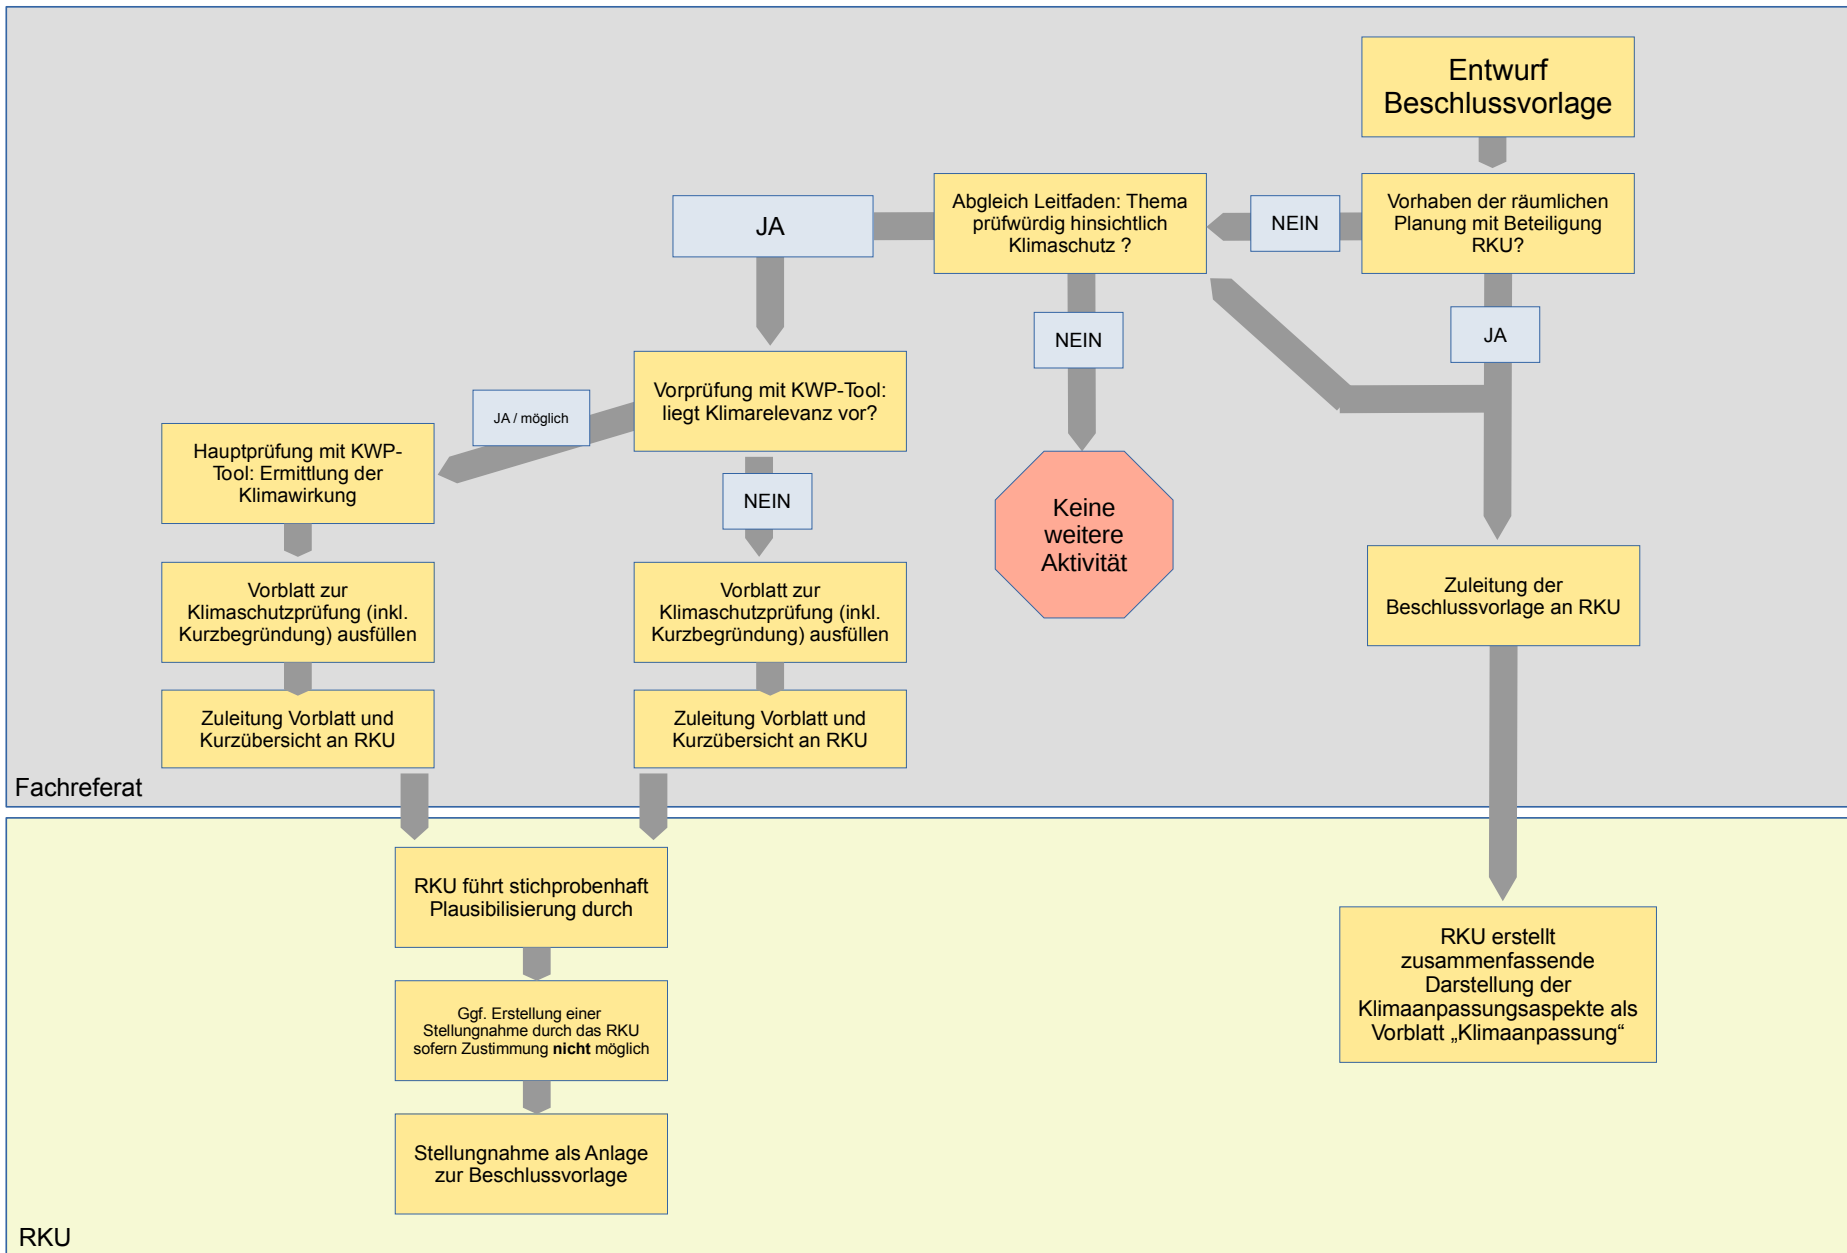 Entwurf
Beschlussvorlage
Vorhaben der räumlichen
Planung mit Beteiligung
RKU?
NEIN
JA
Abgleich Leitfaden: Thema
prüfwürdig hinsichtlich
Klimaschutz ?
JA
NEIN
Keine
weitere
Aktivität
Vorprüfung mit KWP-Tool:
liegt Klimarelevanz vor?
JA / möglich
NEIN
Hauptprüfung mit KWP-
Tool: Ermittlung der
Klimawirkung
Vorblatt zur
Klimaschutzprüfung (inkl.
Kurzbegründung) ausfüllen
Zuleitung Vorblatt und
Kurzübersicht an RKU
Vorblatt zur
Klimaschutzprüfung (inkl.
Kurzbegründung) ausfüllen
Zuleitung Vorblatt und
Kurzübersicht an RKU
Zuleitung der
Beschlussvorlage an RKU
Fachreferat
RKU führt stichprobenhaft
Plausibilisierung durch
Ggf. Erstellung einer
Stellungnahme durch das RKU
sofern Zustimmung nicht möglich
Stellungnahme als Anlage
zur Beschlussvorlage
RKU erstellt
zusammenfassende
Darstellung der
Klimaanpassungsaspekte als
Vorblatt „Klimaanpassung“
RKU